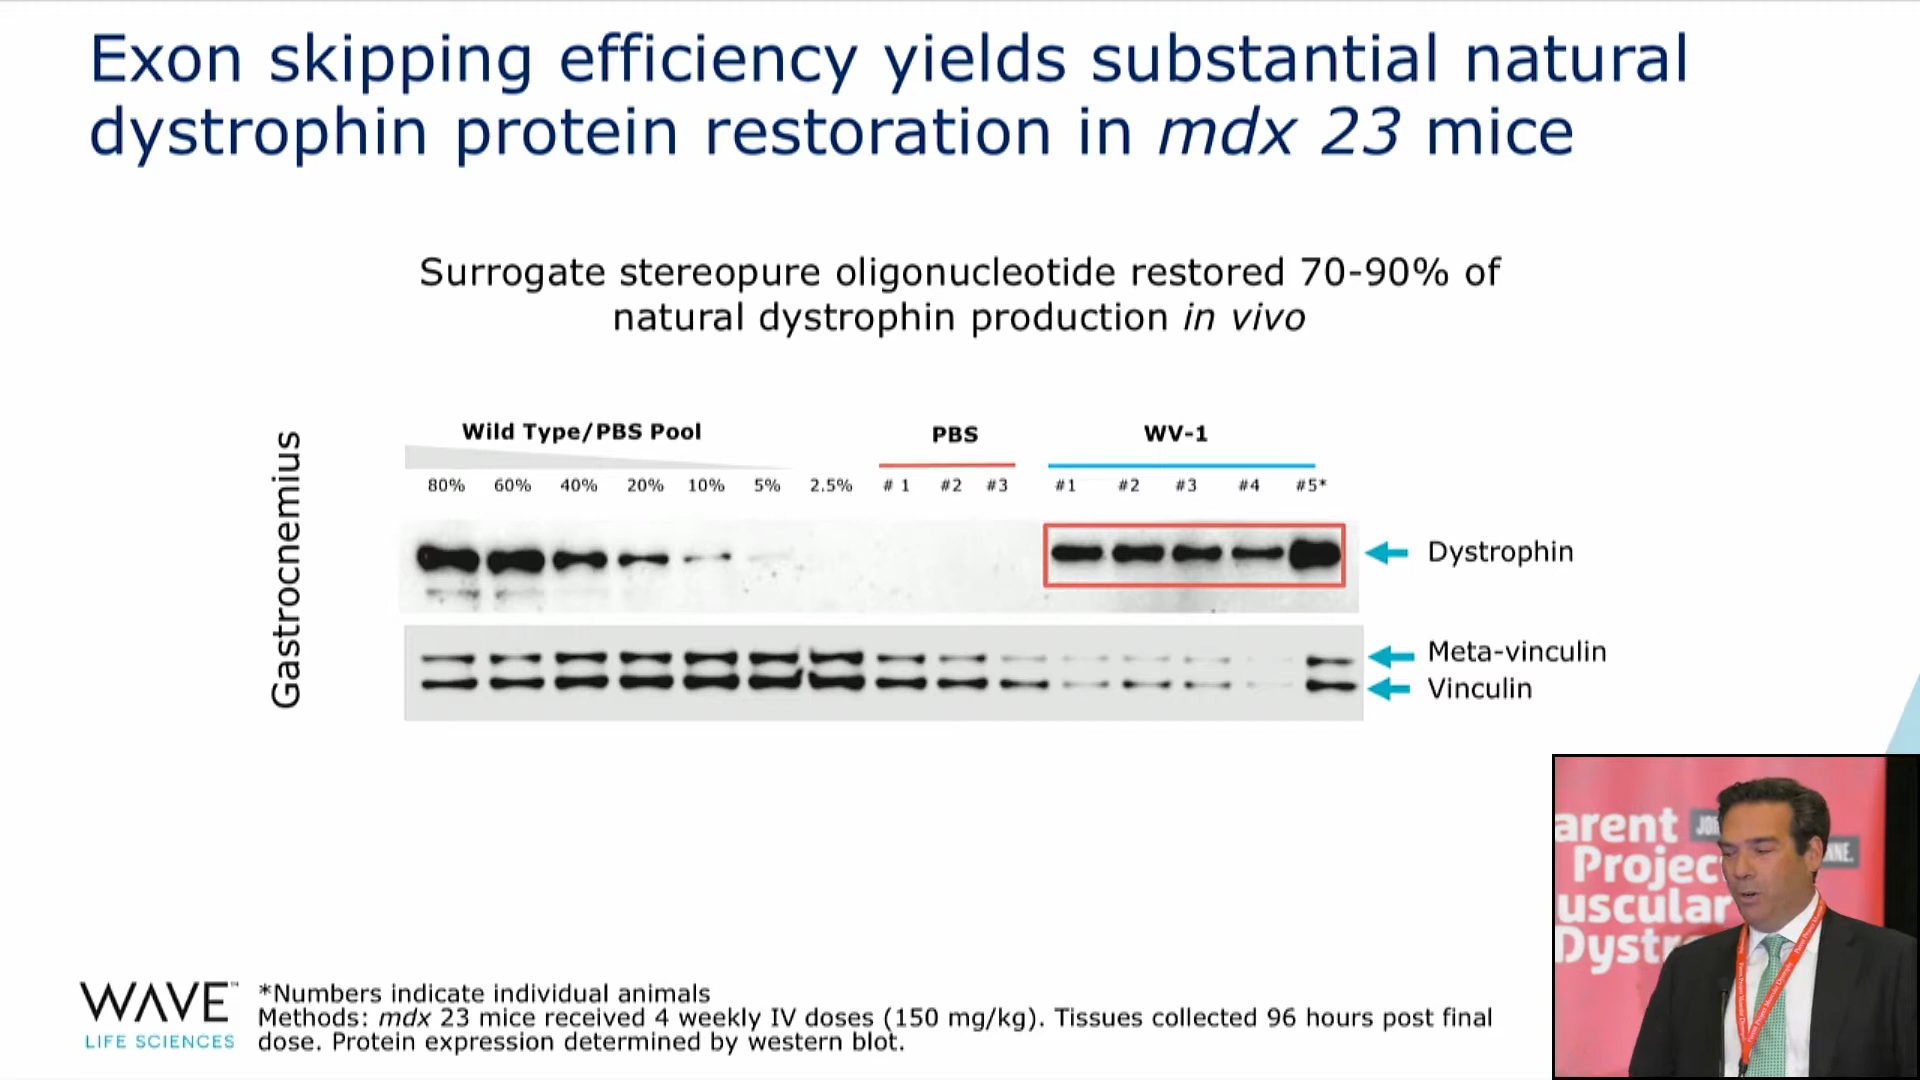 Exon skipping efficiency yields substantial natural
dystrophin protein restoration in mdx 23 mice
Surrogate stereopure oligonucleotide restored 70-90% of
natural dystrophin production in vivo
Gastrocnemius
Wild Type/PBS Pool PBS WV-1
80% 60% 40% 20% 10% 5% 2.5% # 1 #2 #3 #1 #2 #3 #4 #5*
Dystrophin
Meta-vinculin
Vinculin
WAVE™
LIFE SCIENCES
*Numbers indicate individual animals
Methods: mdx 23 mice received 4 weekly IV doses (150 mg/kg). Tissues collected 96 hours post final
dose. Protein expression determined by western blot.
arent
Projec
uscular
Dyst